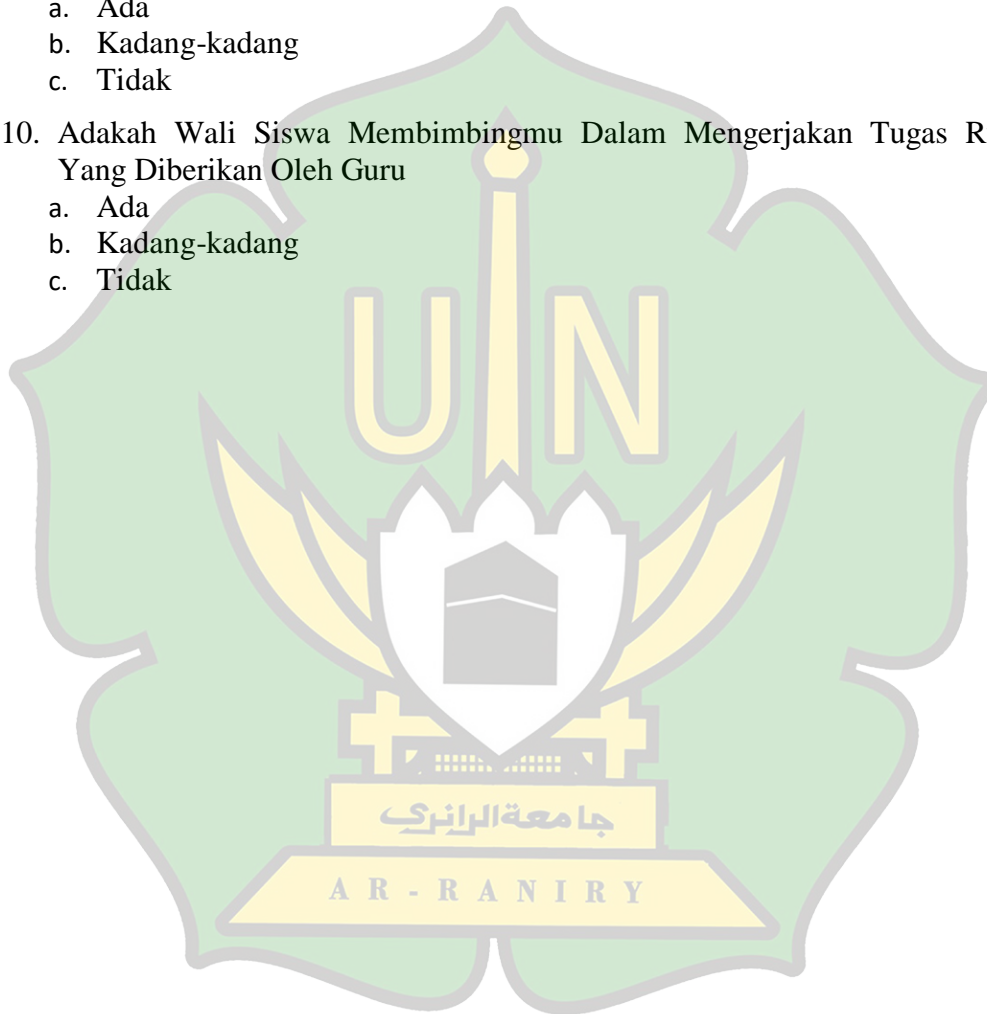 a. Ada
b. Kadang-kadang
c. Tidak
10. Adakah Wali Siswa Membimbingmu Dalam Mengerjakan Tugas R
Yang Diberikan Oleh Guru
a. Ada
b. Kadang-kadang
c. Tidak
UIN
جامعة الرانري
AR-RANIRY